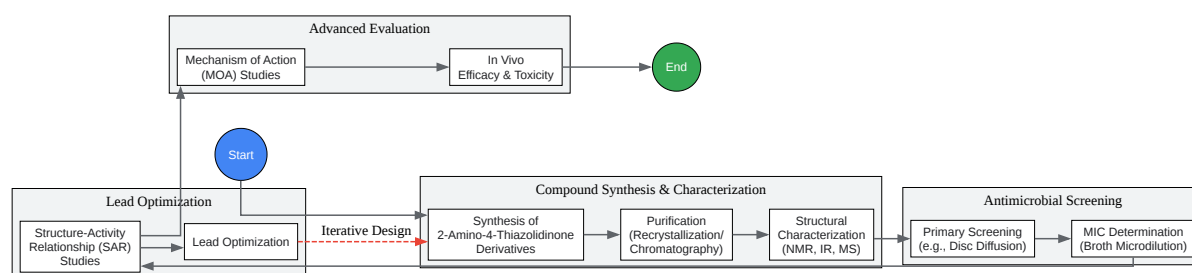 Advanced Evaluation
Mechanism of Action
(MOA) Studies
In Vivo
Efficacy & Toxicity
End
Start
Lead Optimization
Structure-Activity
Relationship (SAR)
Studies
Lead Optimization
Iterative Design
Compound Synthesis & Characterization
Synthesis of
2-Amino-4-Thiazolidinone
Derivatives
Purification
(Recrystallization/
Chromatography)
Structural
Characterization
(NMR, IR, MS)
Antimicrobial Screening
Primary Screening
(e.g., Disc Diffusion)
MIC Determination
(Broth Microdilution)